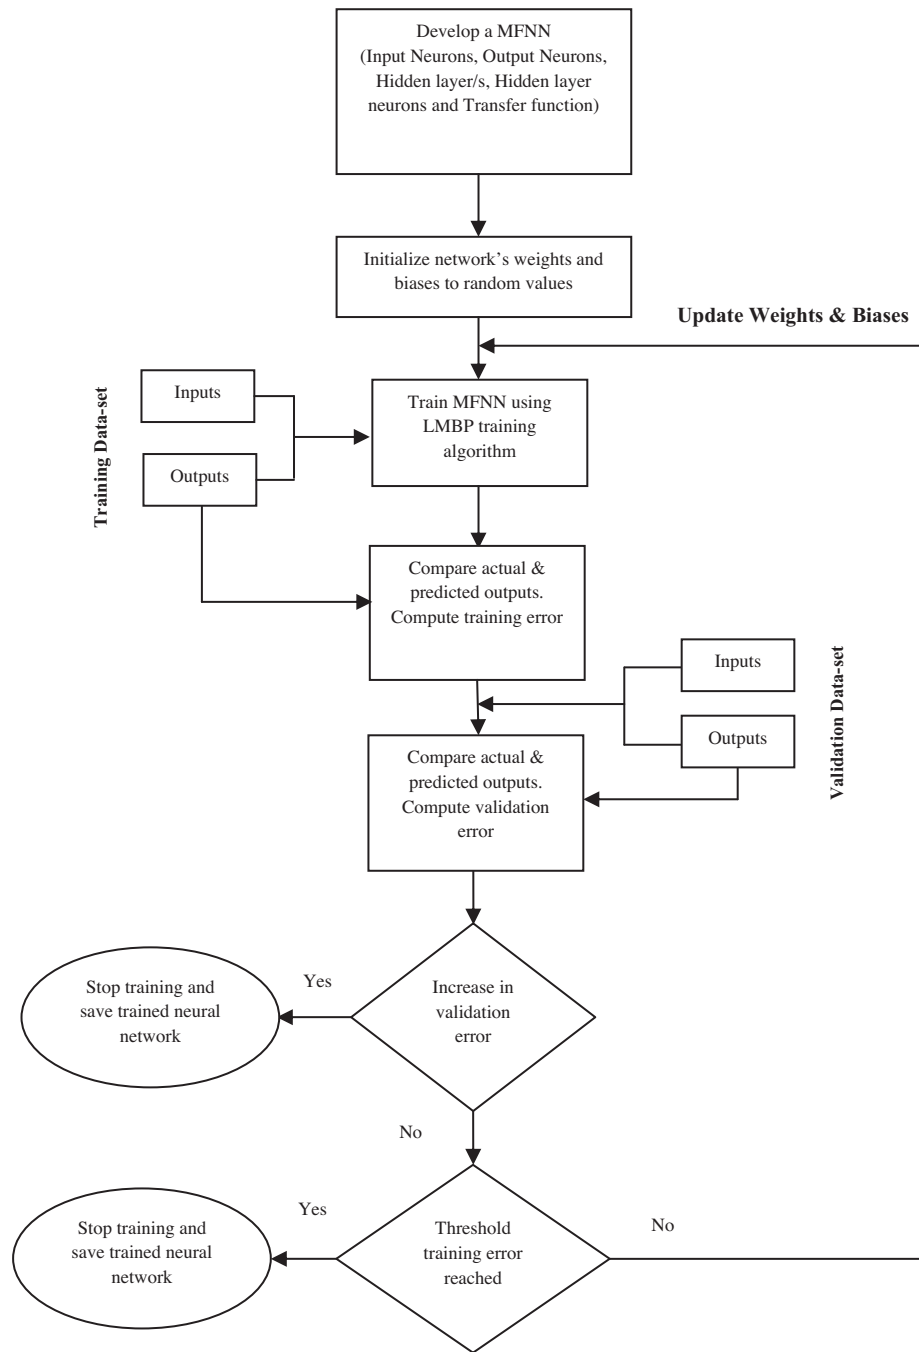 Develop a MFNN
(Input Neurons, Output Neurons,
Hidden layer/s, Hidden layer
neurons and Transfer function)
Initialize network's weights and
biases to random values
Update Weights & Biases
Training Data-set
Inputs
Outputs
Train MFNN using
LMBP training
algorithm
Compare actual &
predicted outputs.
Compute training error
Inputs
Outputs
Validation Data-set
Compare actual &
predicted outputs.
Compute validation
error
Increase in
validation
error
Yes
Stop training and
save trained neural
network
No
Threshold
training error
reached
Yes
Stop training and
save trained neural
network
No